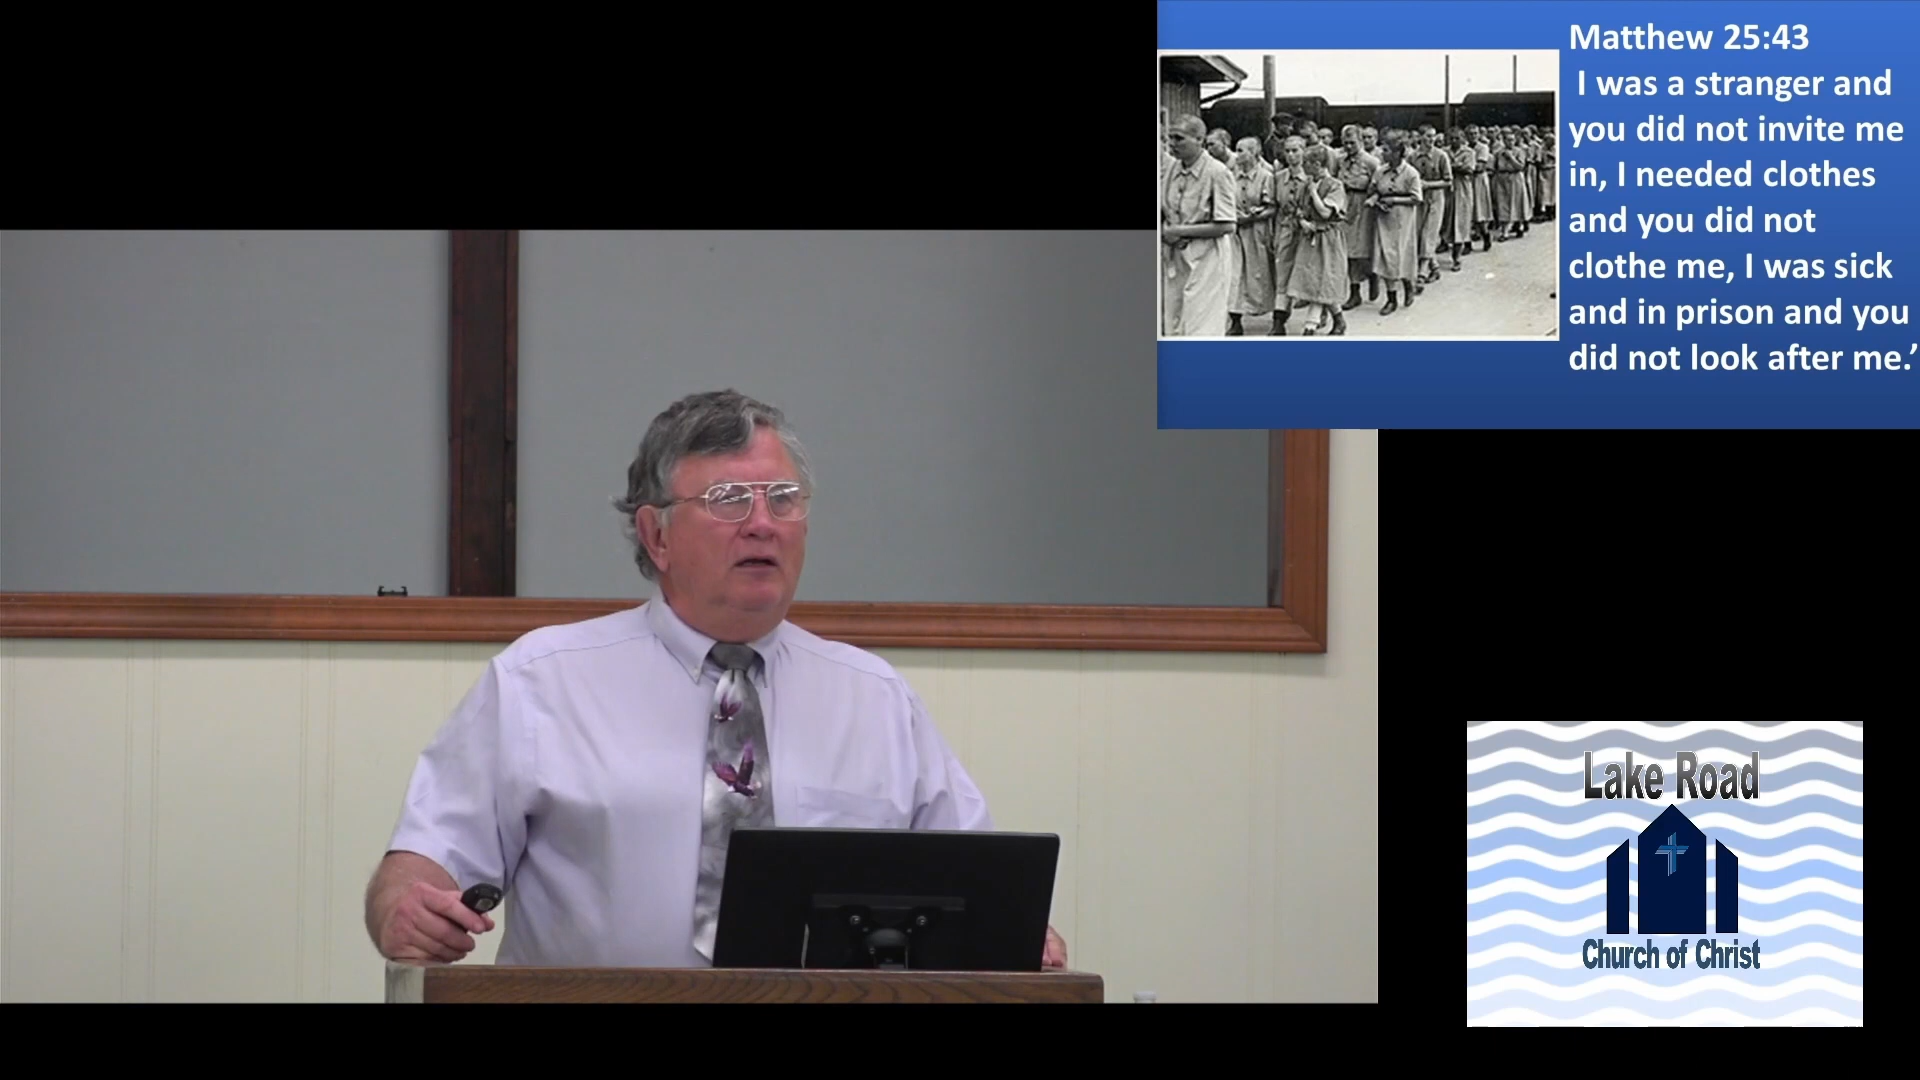 Matthew 25:43
I was a stranger and
you did not invite me
in, I needed clothes
and you did not
clothe me, I was sick
and in prison and you
did not look after me.’
Lake Road
Church of Christ